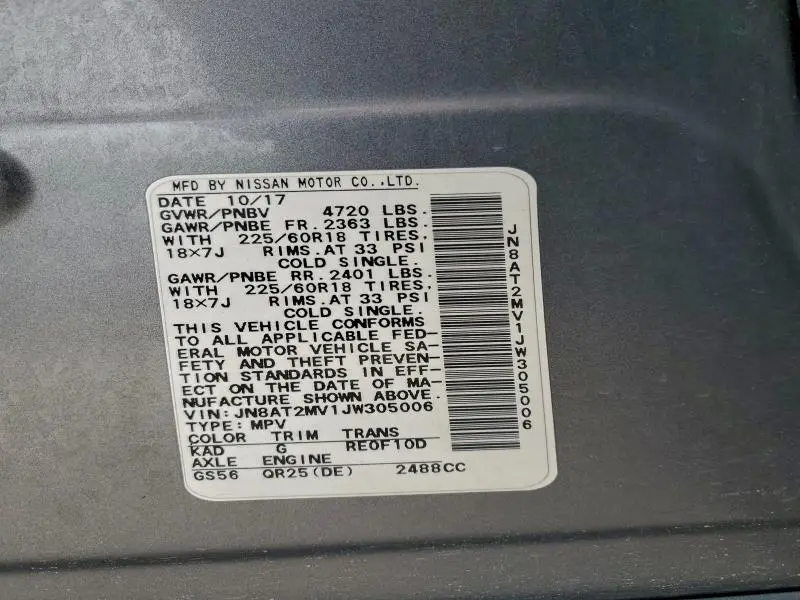 MFD BY NISSAN MOTOR CO.,LTD.
DATE 10/17
GVWR/PNBV 4720 LBS.
GAWR/PNBE FR. 2363 LBS.
WITH 225/60R18 TIRES,
18×7J RIMS. AT 33 PSI
COLD SINGLE.
GAWR/PNBE RR. 2401 LBS.
WITH 225/60R18 TIRES,
18×7J RIMS. AT 33 PSI
COLD SINGLE.
THIS VEHICLE CONFORMS
TO ALL APPLICABLE FED-
ERAL MOTOR VEHICLE SA-
FETY AND THEFT PREVEN-
TION STANDARDS IN EFF-
ECT ON THE DATE OF MA-
NUFACTURE SHOWN ABOVE.
VIN: JN8AT2MV1JW305006
TYPE: MPV
COLOR TRIM TRANS
KAD G RE0F10D
AXLE ENGINE
GS56 QR25(DE) 2488CC
JN8AT2MV1JW305006